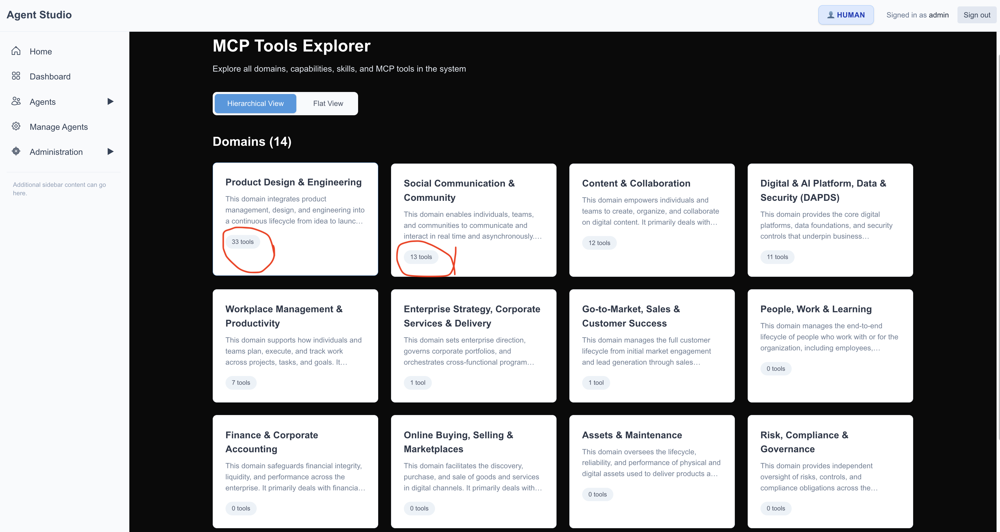 Agent Studio
👤 HUMAN
Signed in as admin
Sign out
Home
Dashboard
Agents
Manage Agents
Administration
Additional sidebar content can go
here.
MCP Tools Explorer
Explore all domains, capabilities, skills, and MCP tools in the system
Hierarchical View
Flat View
Domains (14)
Product Design & Engineering
This domain integrates product
management, design, and engineering into
a continuous lifecycle from idea to launc…
33 tools
Social Communication &
Community
This domain enables individuals, teams,
and communities to communicate and
interact in real time and asynchronously.…
13 tools
Content & Collaboration
This domain empowers individuals and
teams to create, organize, and collaborate
on digital content. It primarily deals with…
12 tools
Digital & AI Platform, Data &
Security (DAPDS)
This domain provides the core digital
platforms, data foundations, and security
controls that underpin business…
11 tools
Workplace Management &
Productivity
This domain supports how individuals and
teams plan, execute, and track work
across projects, tasks, and goals. It…
7 tools
Enterprise Strategy, Corporate
Services & Delivery
This domain sets enterprise direction,
governs corporate portfolios, and
orchestrates cross-functional program…
1 tool
Go-to-Market, Sales &
Customer Success
This domain manages the full customer
lifecycle from initial market engagement
and lead generation through sales…
1 tool
People, Work & Learning
This domain manages the end-to-end
lifecycle of people who work with or for the
organization, including employees,…
0 tools
Finance & Corporate
Accounting
This domain safeguards financial integrity,
liquidity, and performance across the
enterprise. It primarily deals with financia…
0 tools
Online Buying, Selling &
Marketplaces
This domain facilitates the discovery,
purchase, and sale of goods and services
in digital channels. It primarily deals with…
0 tools
Assets & Maintenance
This domain oversees the lifecycle,
reliability, and performance of physical and
digital assets used to deliver products a…
0 tools
Risk, Compliance &
Governance
This domain provides independent
oversight of risks, controls, and
compliance obligations across the…
0 tools